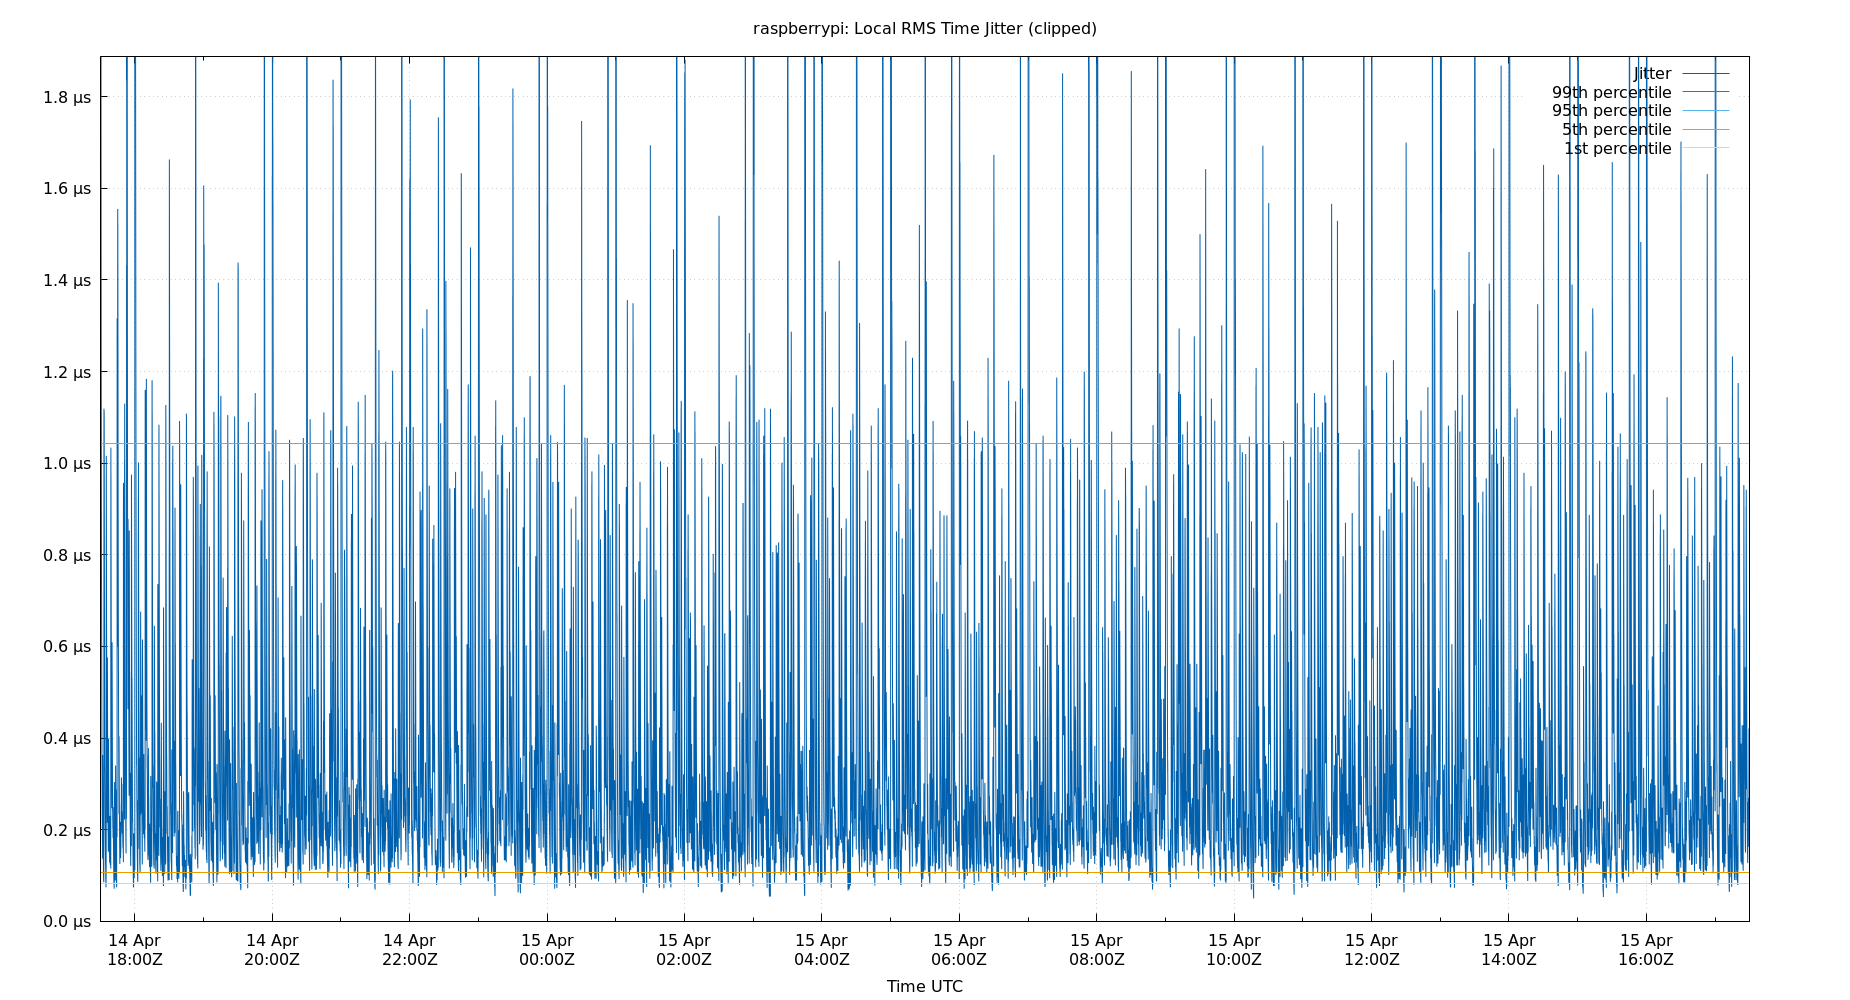 raspberrypi: Local RMS Time Jitter (clipped)
Jitter
99th percentile
95th percentile
5th percentile
1st percentile
1.8 µs
1.6 µs
1.4 µs
1.2 µs
1.0 µs
0.8 µs
0.6 µs
0.4 µs
0.2 µs
0.0 µs
14 Apr 14 Apr 14 Apr 15 Apr 15 Apr 15 Apr 15 Apr 15 Apr 15 Apr 15 Apr 15 Apr 15 Apr
18:00Z 20:00Z 22:00Z 00:00Z 02:00Z 04:00Z 06:00Z 08:00Z 10:00Z 12:00Z 14:00Z 16:00Z
Time UTC